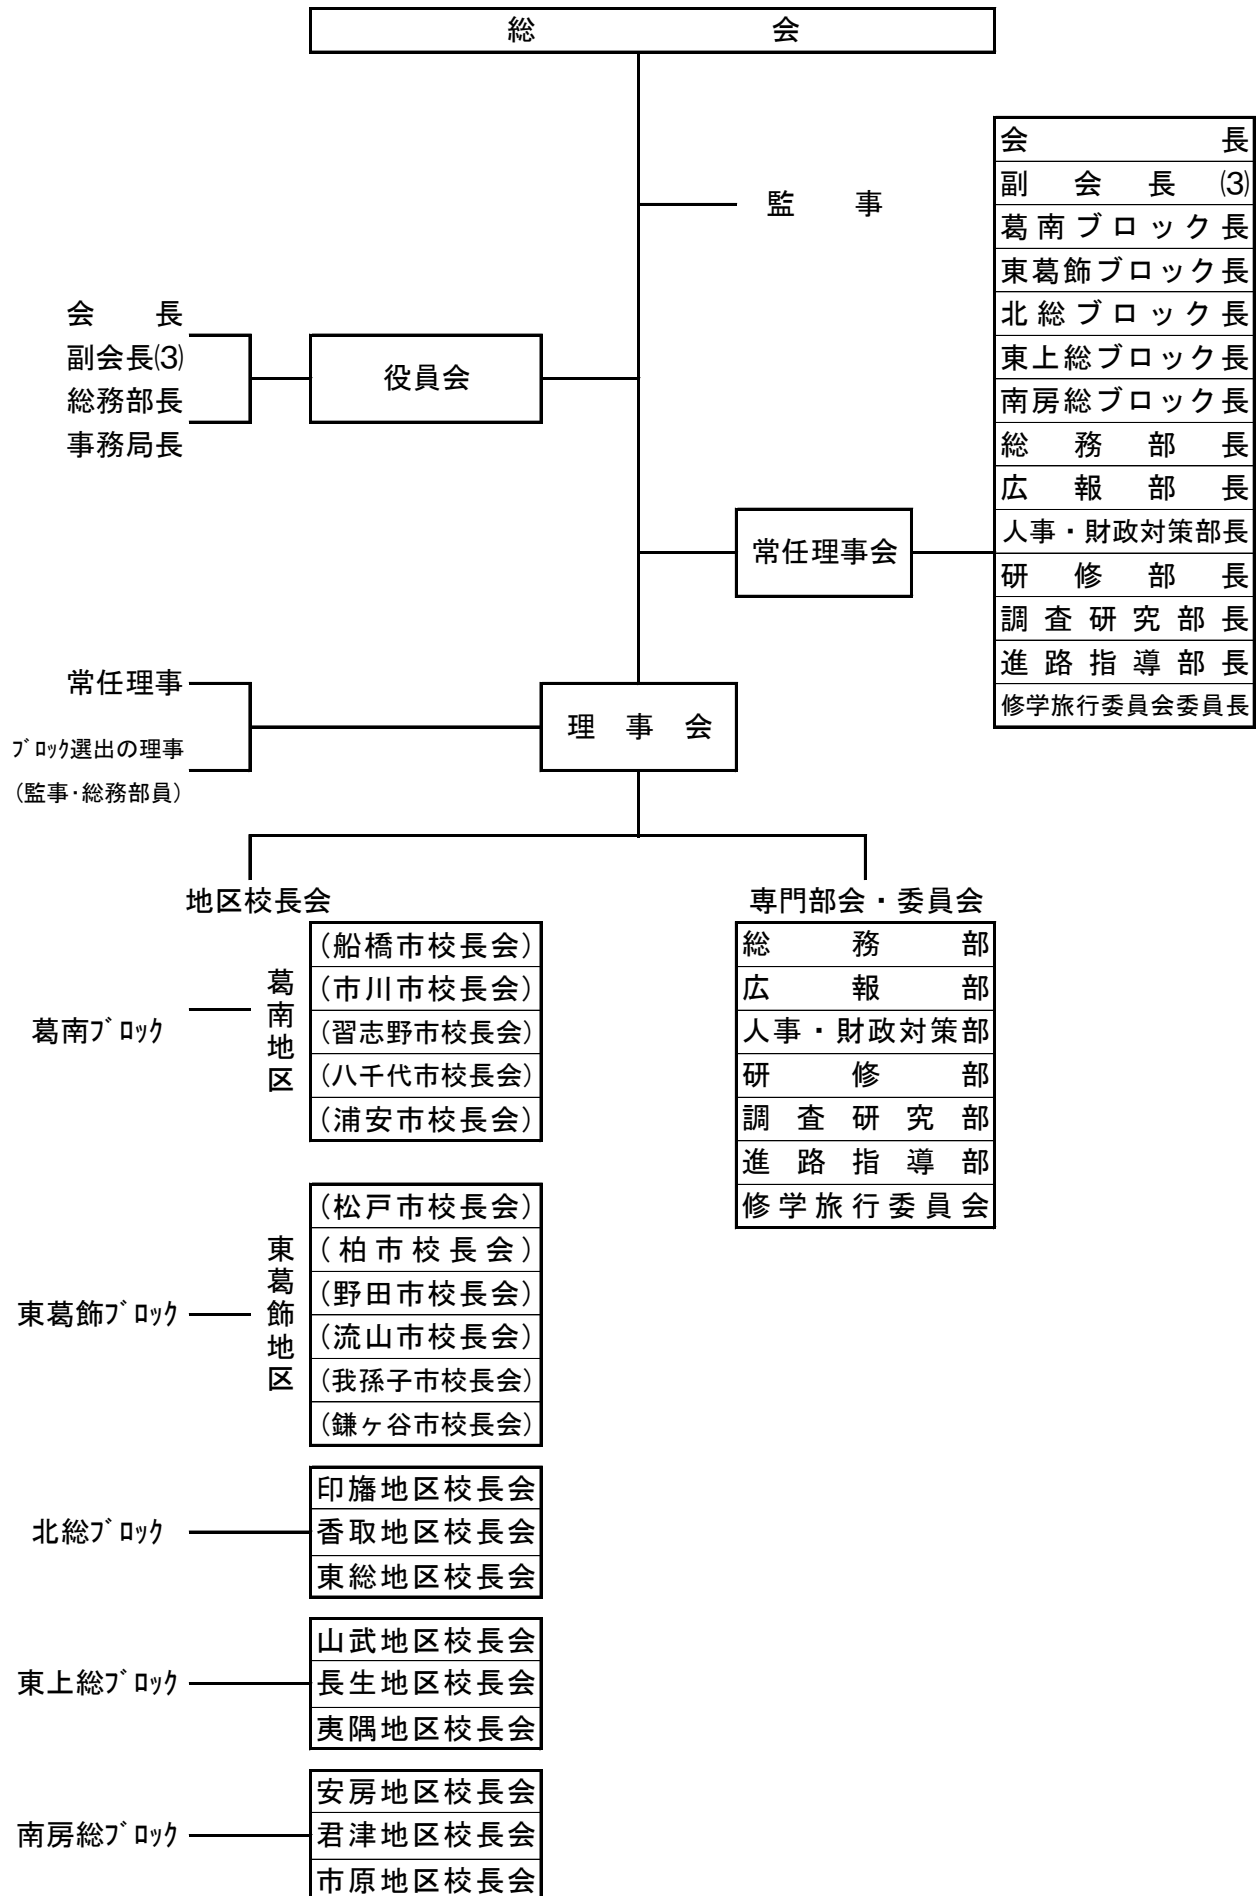 総会
監事
会長
副会長⑶
葛南ブロック長
東葛飾ブロック長
北総ブロック長
東上総ブロック長
南房総ブロック長
総務部長
広報部長
人事・財政対策部長
研修部長
調査研究部長
進路指導部長
修学旅行委員会委員長
会長
副会長⑶
総務部長
事務局長
役員会
常任理事会
常任理事
ﾌﾞﾛｯｸ選出の理事
(監事･総務部員)
理事会
地区校長会
葛南ﾌﾞﾛｯｸ
葛南地区
(船橋市校長会)
(市川市校長会)
(習志野市校長会)
(八千代市校長会)
(浦安市校長会)
東葛飾ﾌﾞﾛｯｸ
東葛飾地区
(松戸市校長会)
(柏市校長会)
(野田市校長会)
(流山市校長会)
(我孫子市校長会)
(鎌ヶ谷市校長会)
北総ﾌﾞﾛｯｸ
印旛地区校長会
香取地区校長会
東総地区校長会
東上総ﾌﾞﾛｯｸ
山武地区校長会
長生地区校長会
夷隅地区校長会
南房総ﾌﾞﾛｯｸ
安房地区校長会
君津地区校長会
市原地区校長会
専門部会・委員会
総務部
広報部
人事・財政対策部
研修部
調査研究部
進路指導部
修学旅行委員会